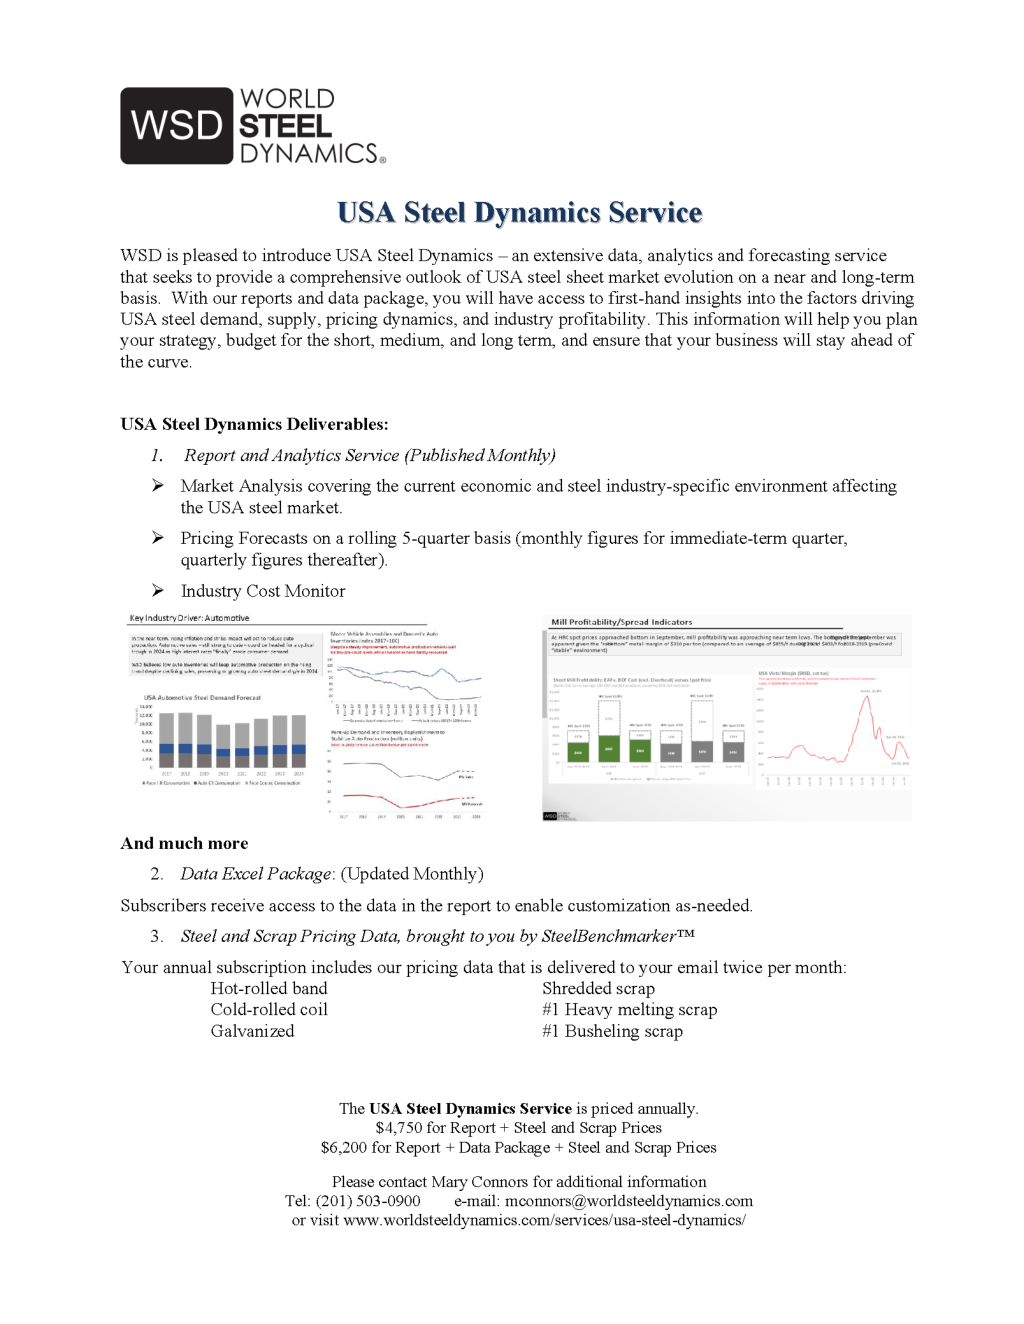 WSD
WORLD
STEEL
DYNAMICS®
USA Steel Dynamics Service
WSD is pleased to introduce USA Steel Dynamics – an extensive data, analytics and forecasting service
that seeks to provide a comprehensive outlook of USA steel sheet market evolution on a near and long-term
basis.  With our reports and data package, you will have access to first-hand insights into the factors driving
USA steel demand, supply, pricing dynamics, and industry profitability. This information will help you plan
your strategy, budget for the short, medium, and long term, and ensure that your business will stay ahead of
the curve.
USA Steel Dynamics Deliverables:
1. Report and Analytics Service (Published Monthly)
➢ Market Analysis covering the current economic and steel industry-specific environment affecting
the USA steel market.
➢ Pricing Forecasts on a rolling 5-quarter basis (monthly figures for immediate-term quarter,
quarterly figures thereafter).
➢ Industry Cost Monitor
Key Industry Driver: Automotive
USA Automotive Steel Demand Forecast
2017 2018 2019 2020 2021 2022 2023 2024
Mill Profitability/Spread Indicators
WSD
And much more
2. Data Excel Package: (Updated Monthly)
Subscribers receive access to the data in the report to enable customization as-needed.
3. Steel and Scrap Pricing Data, brought to you by SteelBenchmarker™
Your annual subscription includes our pricing data that is delivered to your email twice per month:
Hot-rolled band Shredded scrap
Cold-rolled coil #1 Heavy melting scrap
Galvanized #1 Busheling scrap
The USA Steel Dynamics Service is priced annually.
$4,750 for Report + Steel and Scrap Prices
$6,200 for Report + Data Package + Steel and Scrap Prices
Please contact Mary Connors for additional information
Tel: (201) 503-0900 e-mail: mconnors@worldsteeldynamics.com
or visit www.worldsteeldynamics.com/services/usa-steel-dynamics/